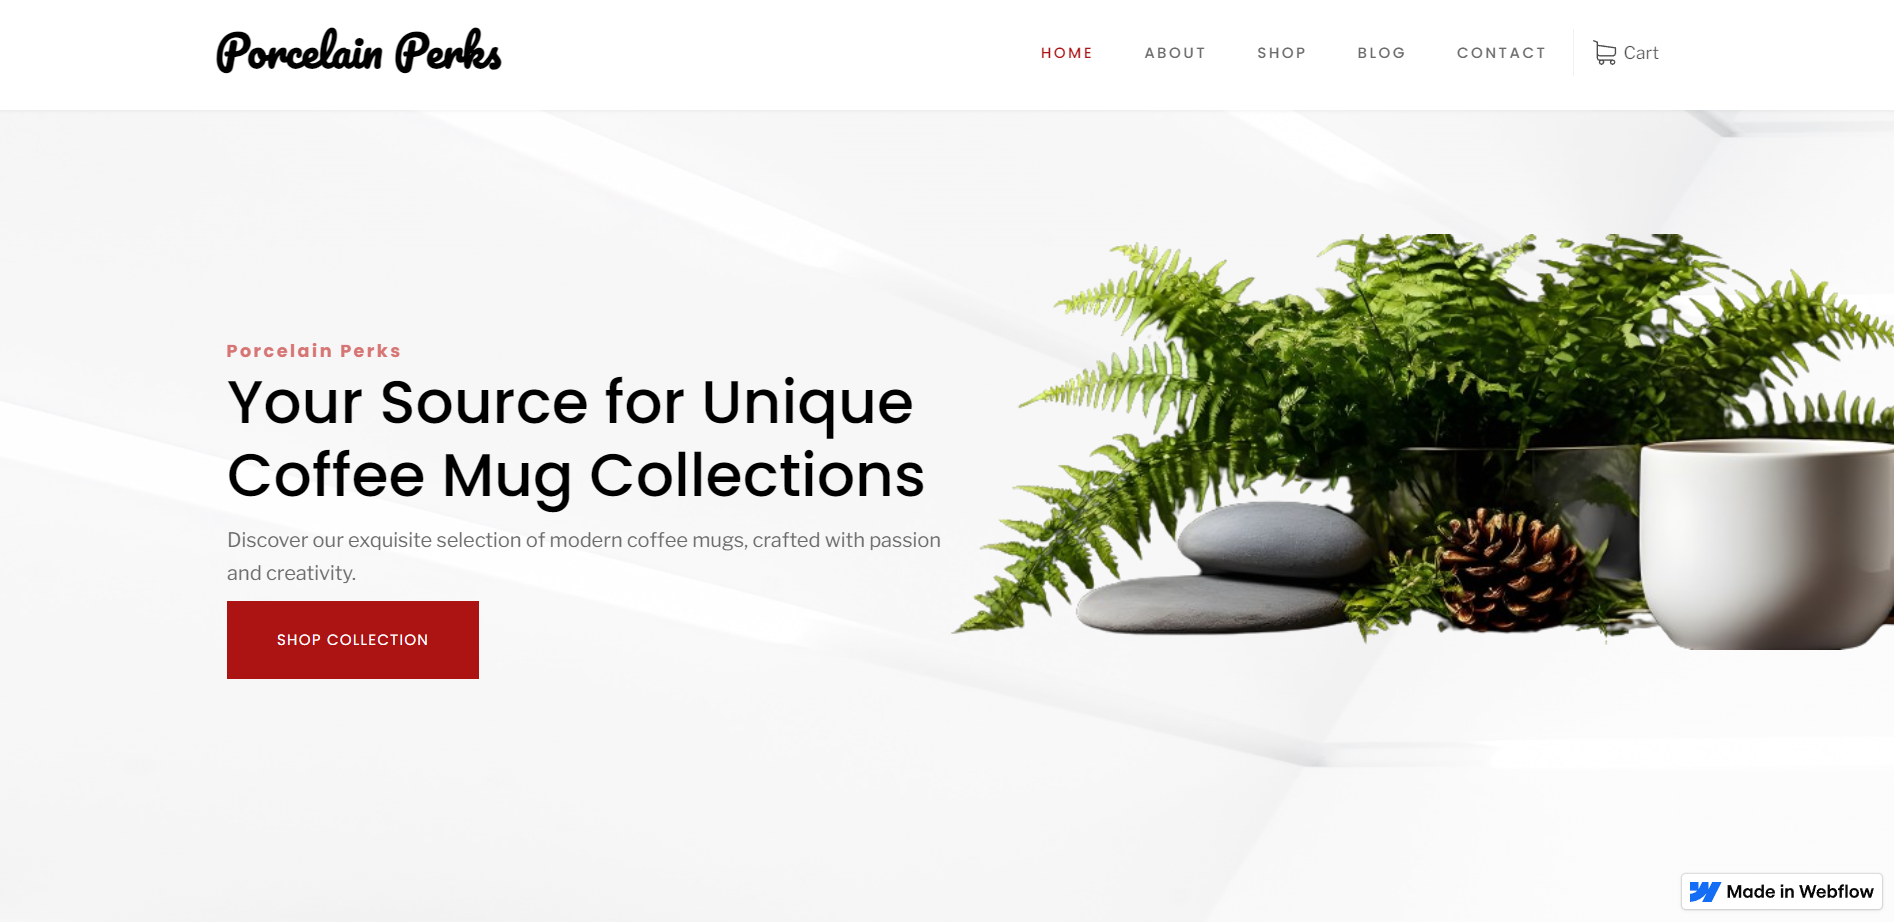 Porcelain Perks
HOME ABOUT SHOP BLOG CONTACT Cart
Porcelain Perks
Your Source for Unique
Coffee Mug Collections
Discover our exquisite selection of modern coffee mugs, crafted with passion
and creativity.
SHOP COLLECTION
Made in Webflow